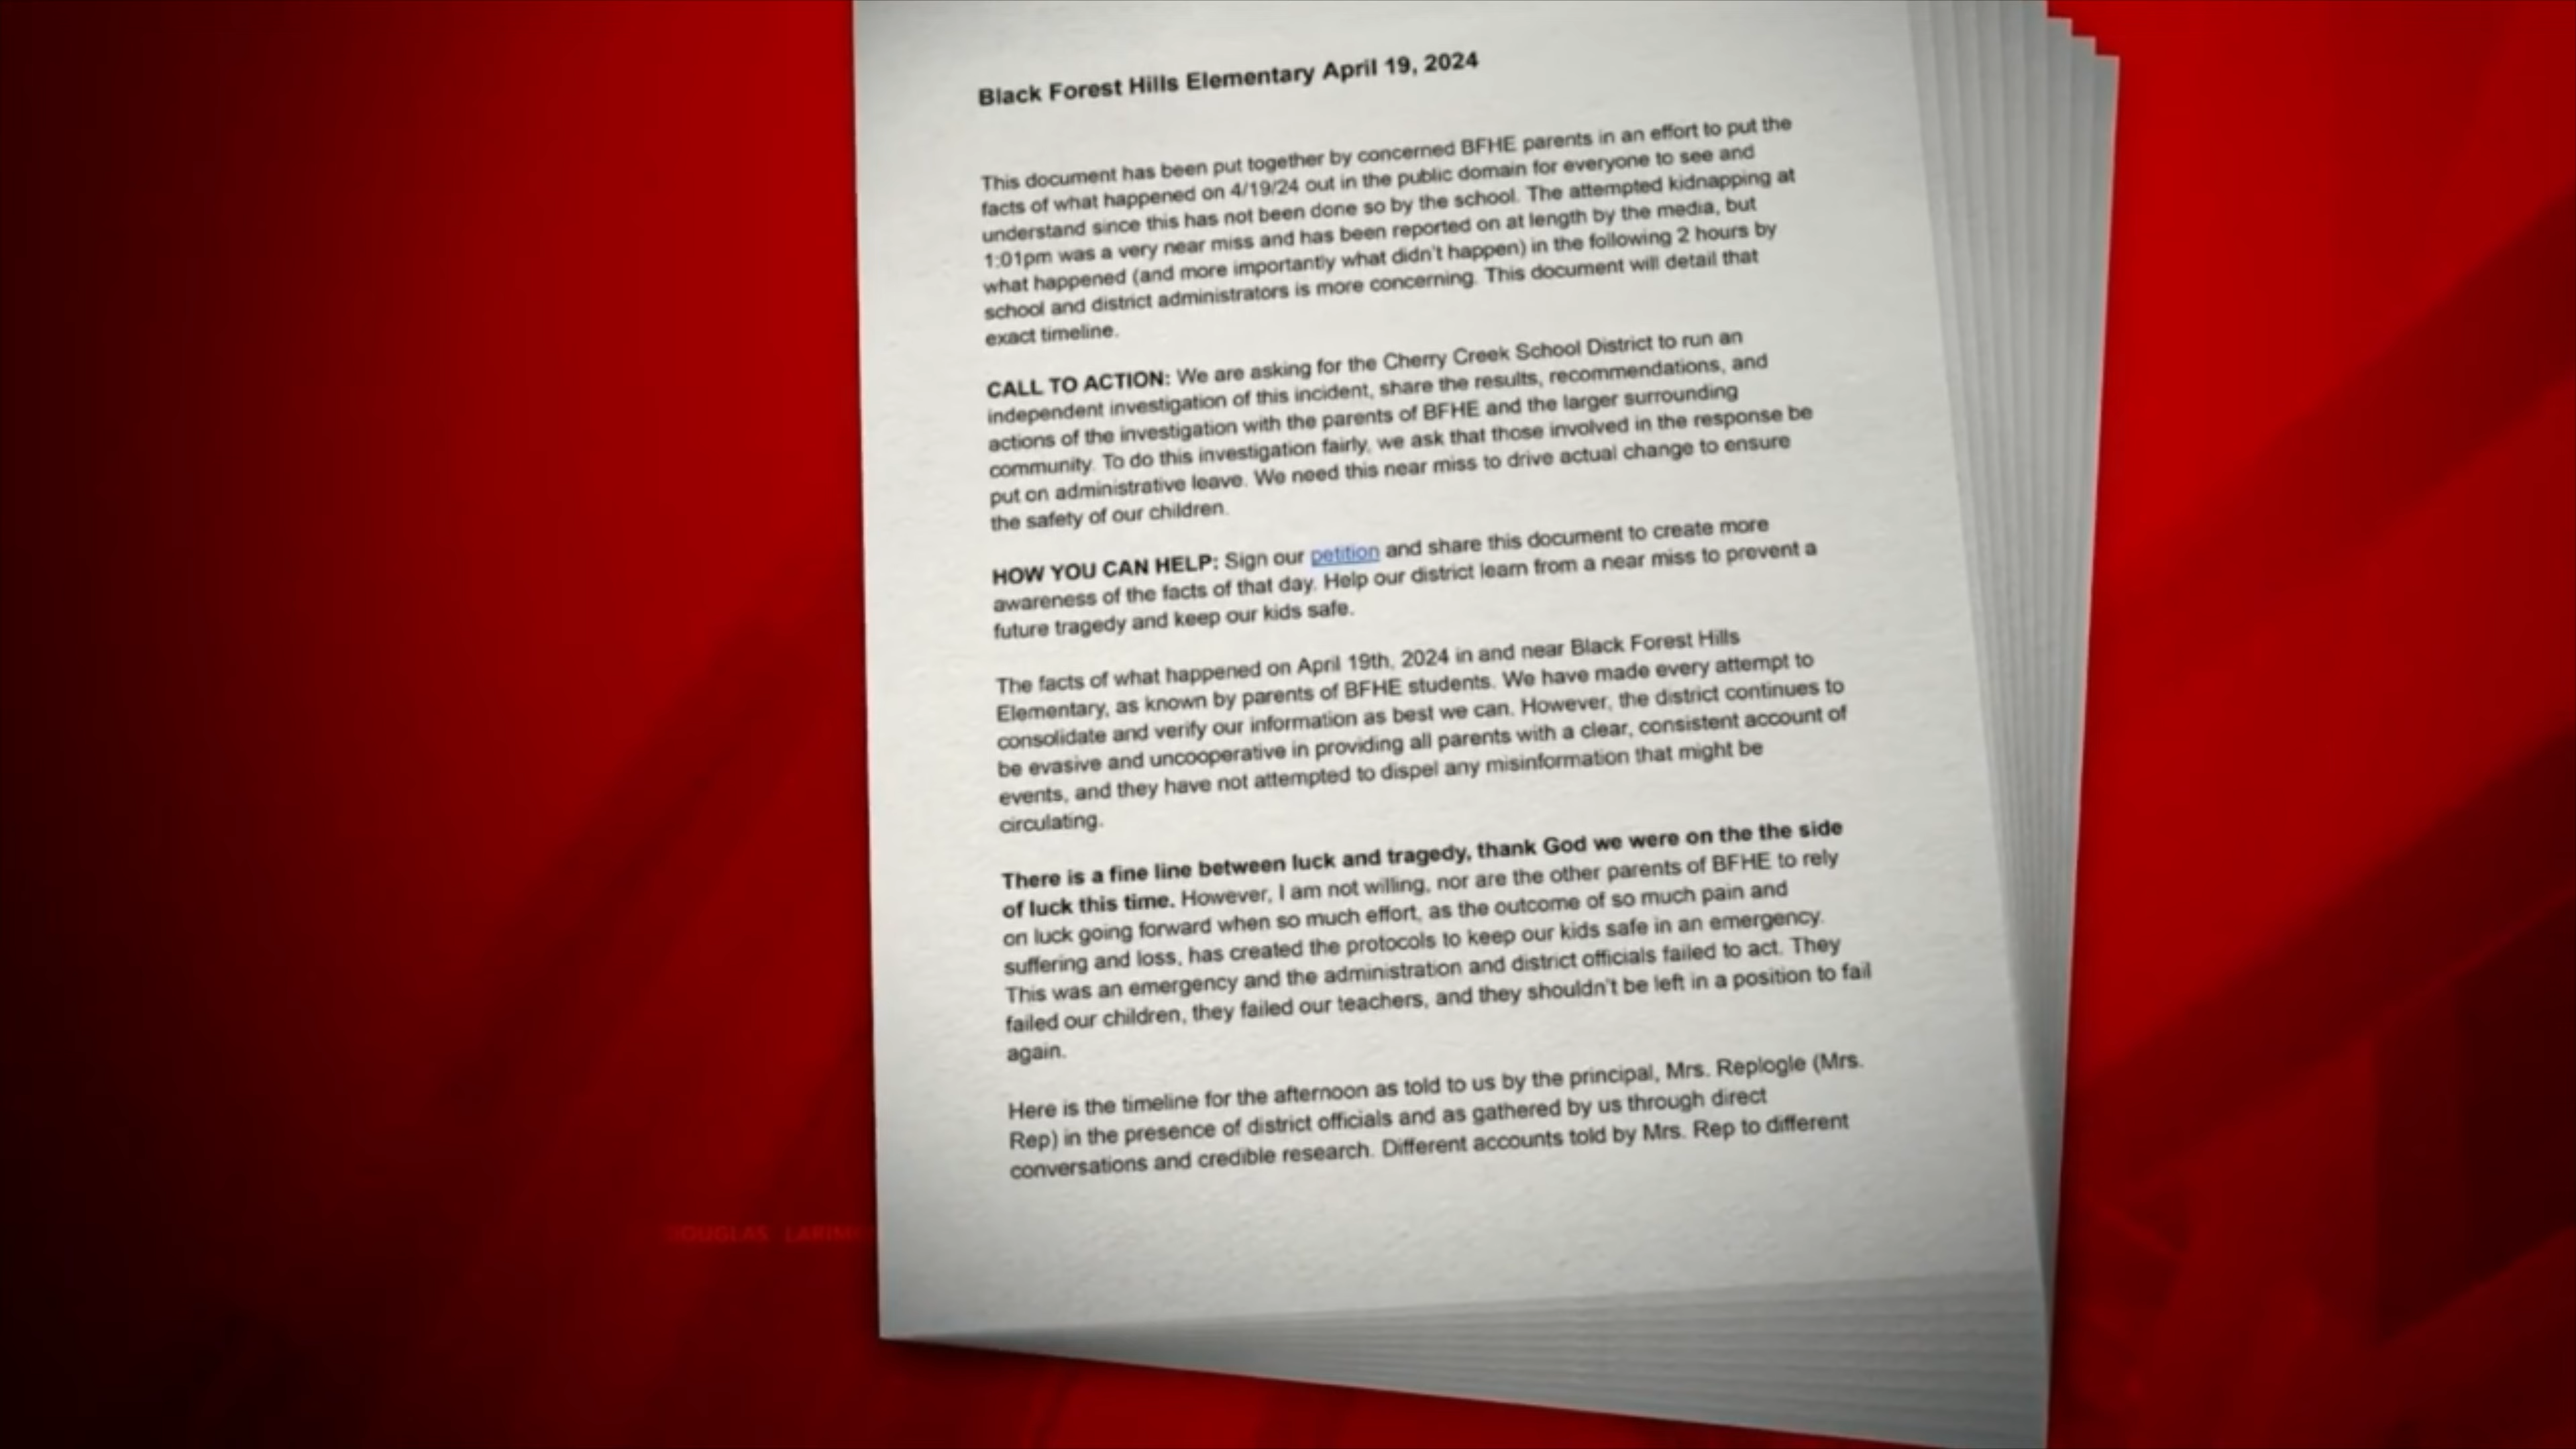 Black Forest Hills Elementary April 19, 2024
This document has been put together by concerned BFHE parents in an effort to put the
facts of what happened on 4/19/24 out in the public domain for everyone to see and
understand since this has not been done so by the school. The attempted kidnapping at
1:01pm was a very near miss and has been reported on at length by the media, but
what happened (and more importantly what didn't happen) in the following 2 hours by
school and district administrators is more concerning. This document will detail that
exact timeline.
CALL TO ACTION: We are asking for the Cherry Creek School District to run an
independent investigation of this incident, share the results, recommendations, and
actions of the investigation with the parents of BFHE and the larger surrounding
community. To do this investigation fairly, we ask that those involved in the response be
put on administrative leave. We need this near miss to drive actual change to ensure
the safety of our children.
HOW YOU CAN HELP: Sign our petition and share this document to create more
awareness of the facts of that day. Help our district learn from a near miss to prevent a
future tragedy and keep our kids safe.
The facts of what happened on April 19th, 2024 in and near Black Forest Hills
Elementary, as known by parents of BFHE students. We have made every attempt to
consolidate and verify our information as best we can. However, the district continues to
be evasive and uncooperative in providing all parents with a clear, consistent account of
events, and they have not attempted to dispel any misinformation that might be
circulating.
There is a fine line between luck and tragedy, thank God we were on the the side
of luck this time. However, I am not willing, nor are the other parents of BFHE to rely
on luck going forward when so much effort, as the outcome of so much pain and
suffering and loss, has created the protocols to keep our kids safe in an emergency.
This was an emergency and the administration and district officials failed to act. They
failed our children, they failed our teachers, and they shouldn't be left in a position to fail
again.
Here is the timeline for the afternoon as told to us by the principal, Mrs. Replogle (Mrs.
Rep) in the presence of district officials and as gathered by us through direct
conversations and credible research. Different accounts told by Mrs. Rep to different
DOUGLAS